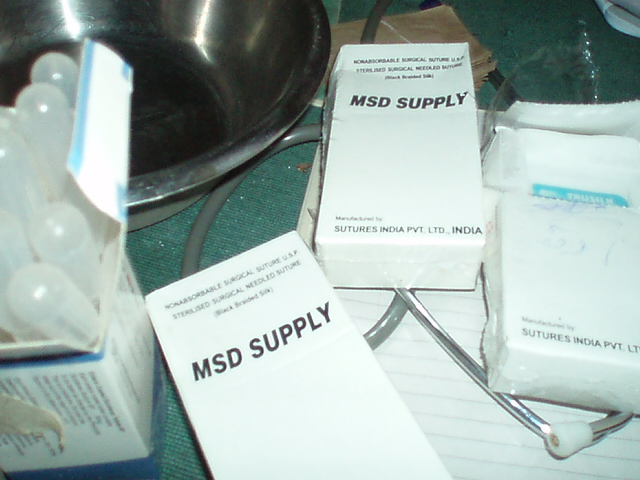 NONABSORBABLE SURGICAL SUTURE U.S.P.
STERILISED SURGICAL NEEDLED SUTURE
(Black Braided Silk)
MSD SUPPLY
Manufactured by:
SUTURES INDIA PVT. LTD., INDIA
NONABSORBABLE SURGICAL SUTURE U.S.P.
STERILISED SURGICAL NEEDLED SUTURE
(Black Braided Silk)
MSD SUPPLY
Manufactured by:
SUTURES INDIA PVT. LT